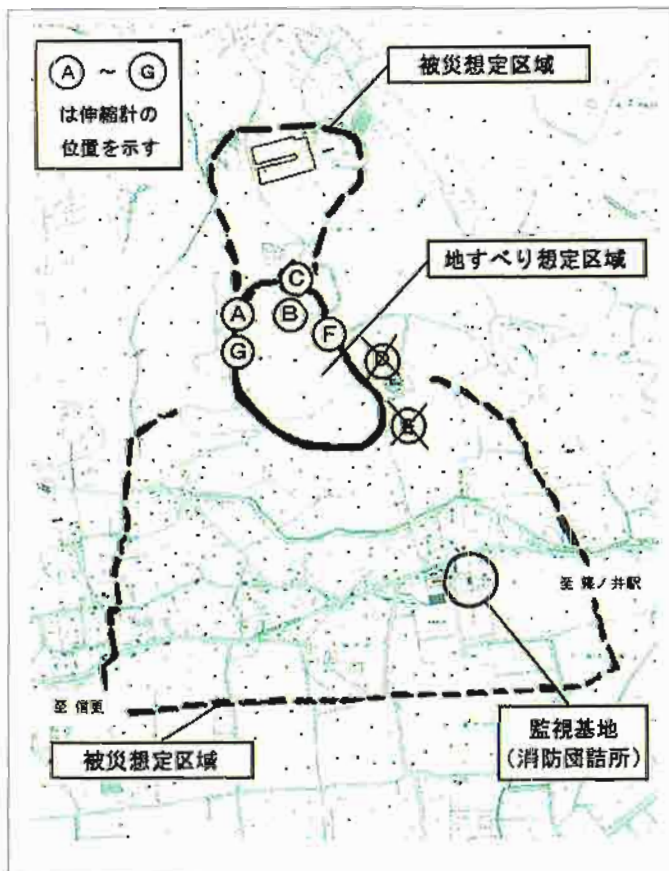 A ~ G
は伸縮計の
位置を示す
被災想定区域
地すべり想定区域
C
A
B
F
G
D
E
至 篠ノ井駅
至 信更
監視基地
(消防団詰所)
被災想定区域